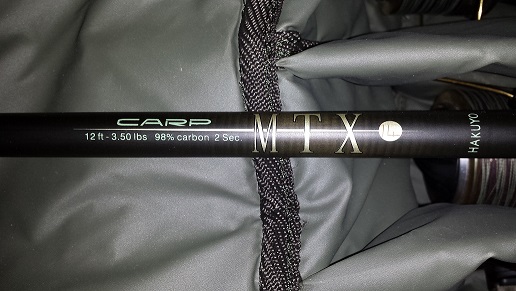 CARP
12 ft - 3.50 lbs 98% carbon 2 Sec.
MTX
HAKUYO